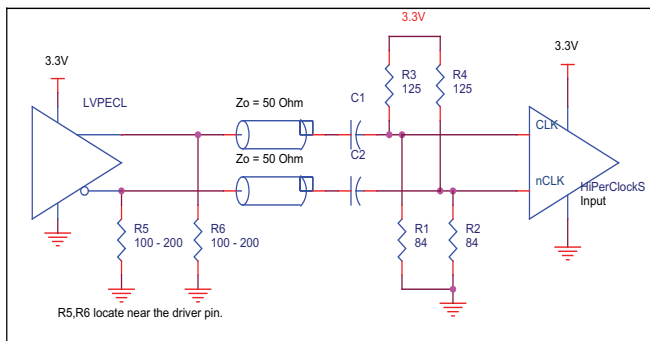 3.3V
3.3V
3.3V
LVPECL
R3
125
R4
125
Zo = 50 Ohm
C1
CLK
Zo = 50 Ohm
C2
nCLK
HiPerClockS
Input
R5
100 - 200
R6
100 - 200
R1
84
R2
84
R5,R6 locate near the driver pin.